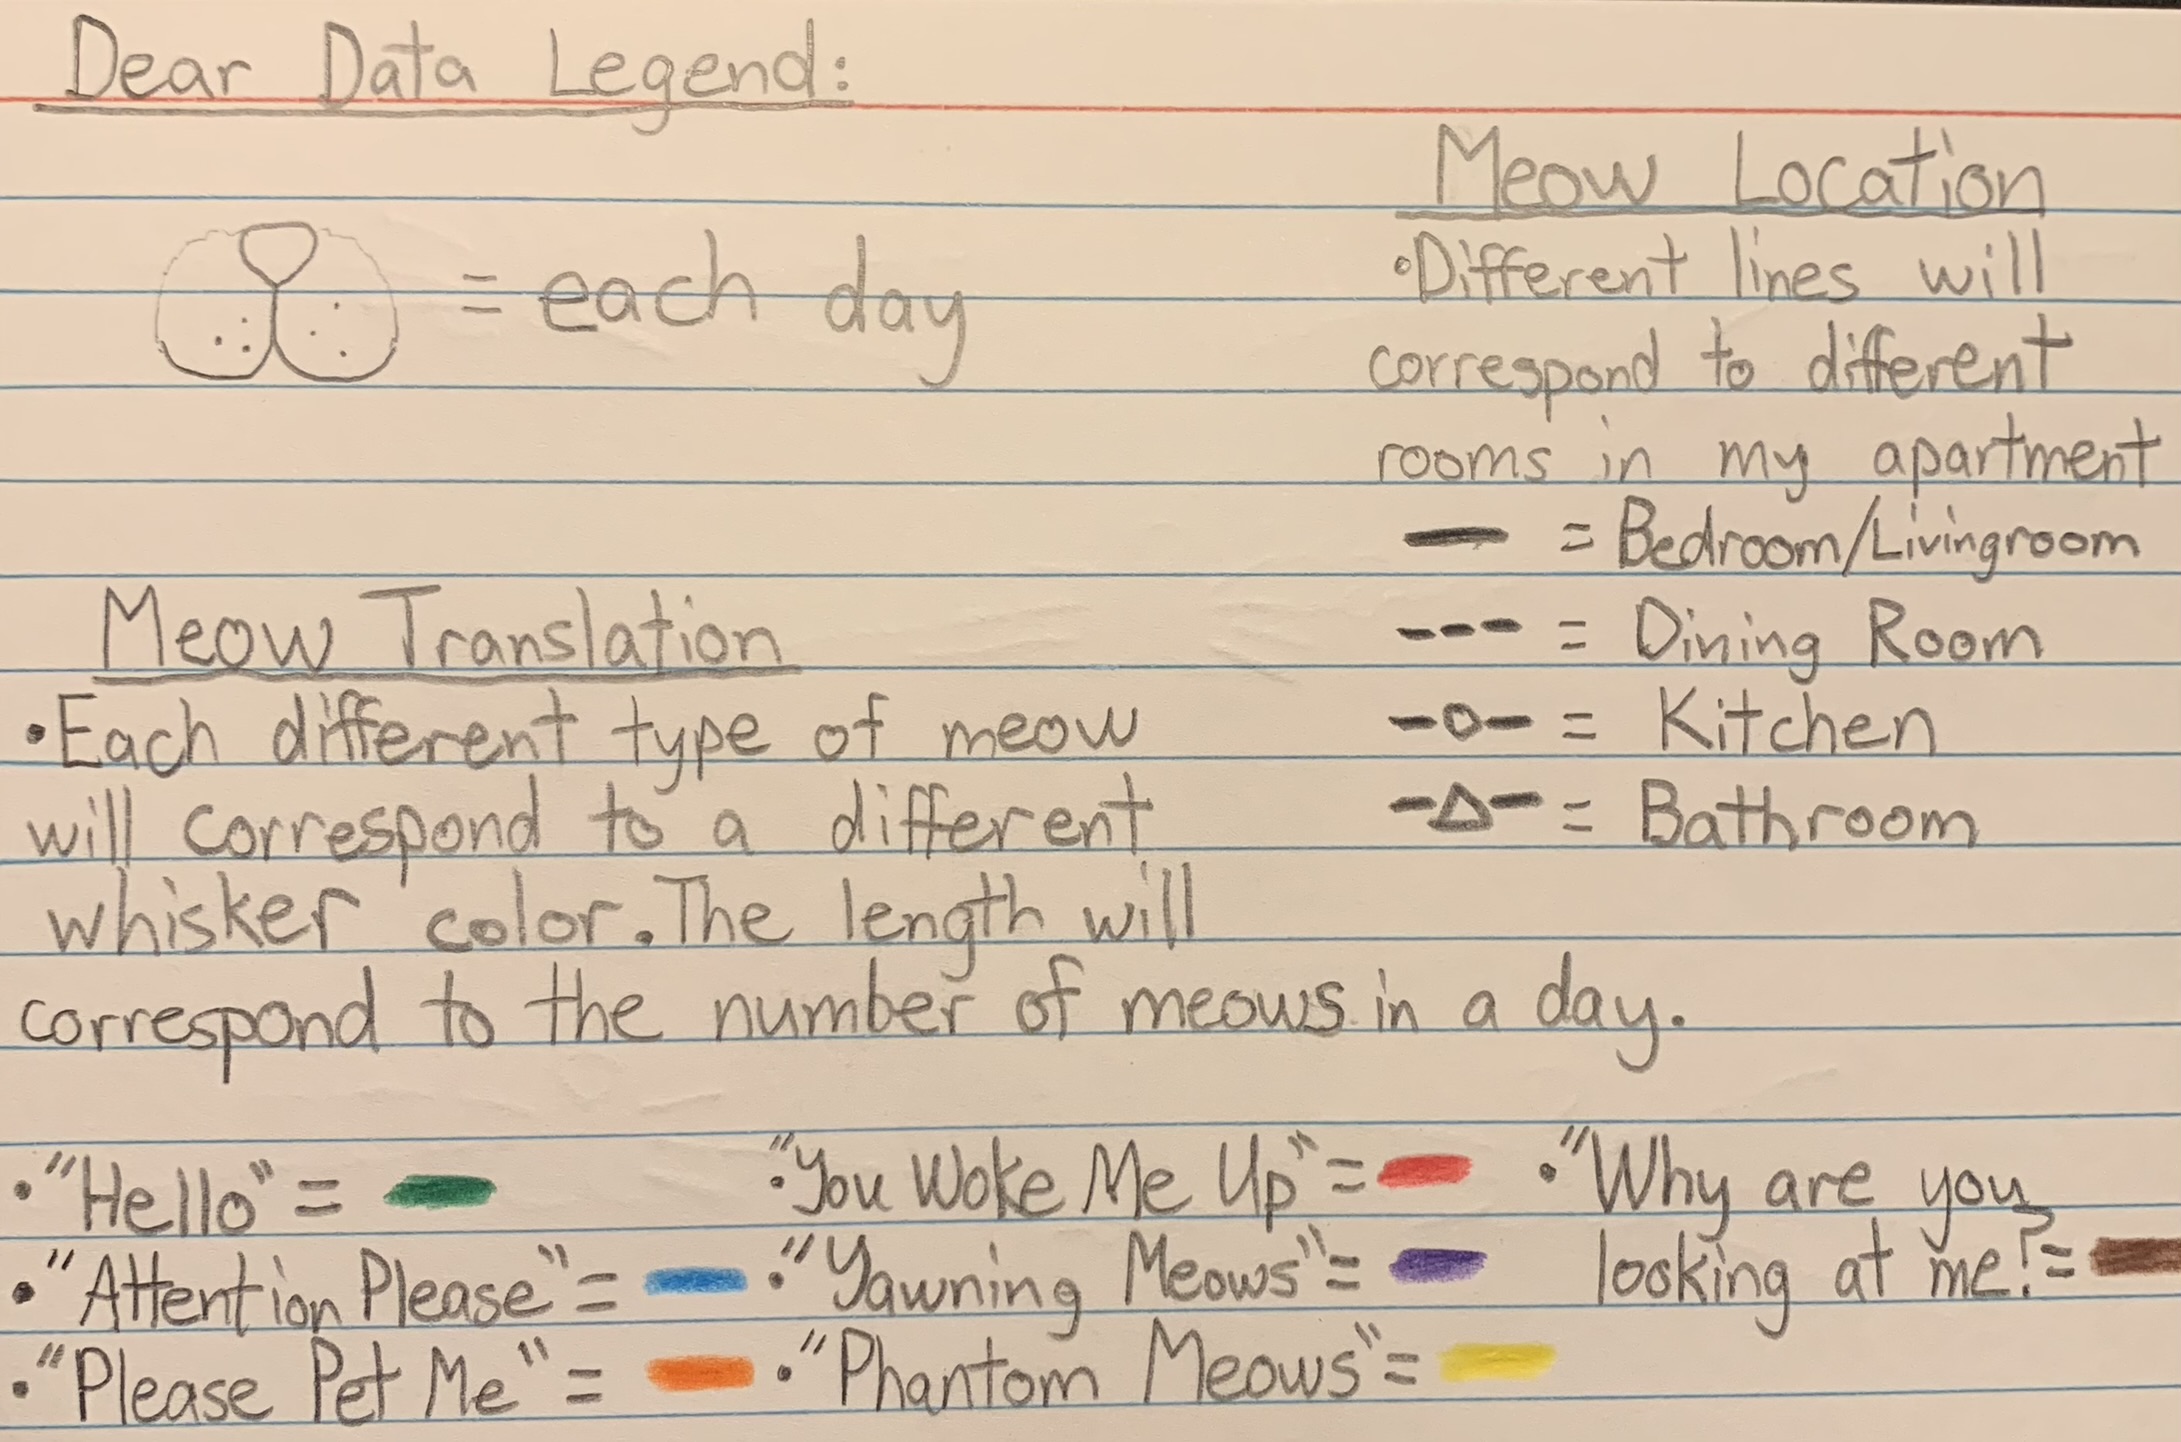 Dear Data Legend:
= each day
Meow Translation
•Each different type of meow
will correspond to a different
whisker color. The length will
correspond to the number of meows in a day.
Meow Location
•Different lines will
correspond to different
rooms in my apartment
= Bedroom/Livingroom
= Dining Room
= Kitchen
= Bathroom
•"Hello" =
•"Attention Please" =
•"Please Pet Me" =
•"You Woke Me Up" =
•"Yawning Meows" =
•"Phantom Meows" =
•"Why are you
looking at me?" =